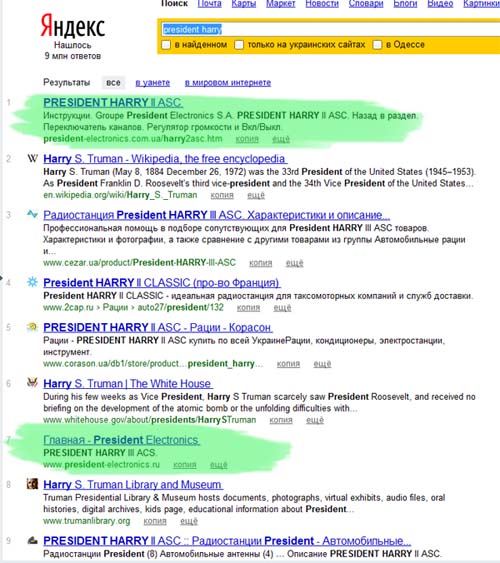 Поиск Почта Карты Маркет Новости Словари Блоги Видео Картинки
Яндекс
president harry
Нашлось
9 млн ответов
в найденном только на украинских сайтах в Одессе
Результаты все в уанете в мировом интернете
1 PRESIDENT HARRY II ASC.
Инструкции. Groupe President Electronics S.A. PRESIDENT HARRY II ASC. Назад в раздел.
Переключатель каналов. Регулятор громкости и Вкл/Выкл.
president-electronics.com.ua/harry2asc.htm копия ещё
2 W Harry S. Truman - Wikipedia, the free encyclopedia
Harry S. Truman (May 8, 1884 December 26, 1972) was the 33rd President of the United States (1945–1953).
As President Franklin D. Roosevelt's third vice-president and the 34th Vice President of the United States...
en.wikipedia.org/wiki/Harry_S._Truman копия ещё
3 Радиостанция President HARRY III ASC. Характеристики и описание...
Профессиональная помощь в подборе сопутствующих для President HARRY III ASC товаров.
Характеристики и фотографии, а также сравнение с другими товарами из группы Автомобильные рации
и...
www.cezar.ua/product/President-HARRY-III-ASC копия ещё
4 President HARRY II CLASSIC (про-во Франция)
President HARRY II CLASSIC - идеальная радиостанция для таксомоторных компаний и служб доставки.
www.2cap.ru › Рации › auto27/president/132 копия ещё
5 PRESIDENT HARRY II ASC - Рации - Корасон
Рации - PRESIDENT HARRY II ASC купить по всей УкраинеРации, кондиционеры, электростанции,
инструмент.
www.corason.ua/db1/store/product…president_harry… копия ещё
6 Harry S. Truman | The White House
During his few weeks as Vice President, Harry S Truman scarcely saw President Roosevelt, and received no
briefing on the development of the atomic bomb or the unfolding difficulties with...
www.whitehouse.gov/about/presidents/HarrySTruman копия ещё
7 Главная - President Electronics.
PRESIDENT HARRY III ACS.
www.president-electronics.ru копия ещё
8 Harry S. Truman Library and Museum
Truman Presidential Library & Museum hosts documents, photographs, virtual exhibits, audio files, oral
histories, digital archives, kids page, educational information about President...
www.trumanlibrary.org копия ещё
9 PRESIDENT HARRY II ASC :: Радиостанции President - Автомобильные...
Радиостанции President (8) Автомобильные антенны (4) ... Описание PRESIDENT HARRY II ASC.